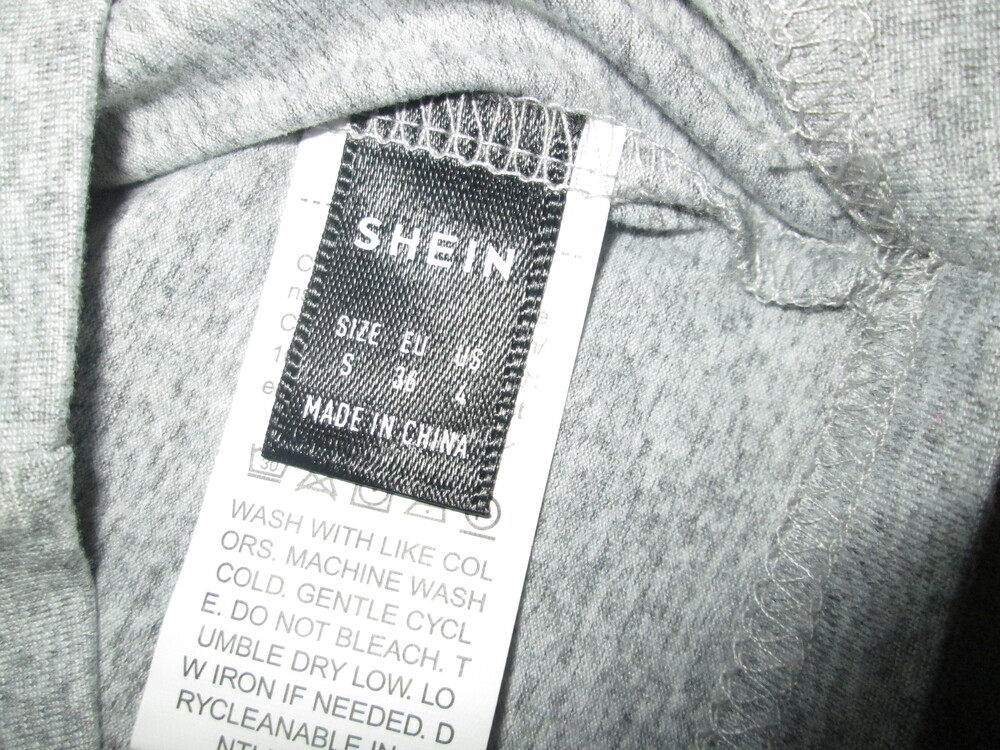 SHEIN
SIZE EU US
S 36 4
MADE IN CHINA
30
WASH WITH LIKE COL
ORS. MACHINE WASH
COLD. GENTLE CYCL
E. DO NOT BLEACH. T
UMBLE DRY LOW. LO
W IRON IF NEEDED. D
RYCLEANABLE IN